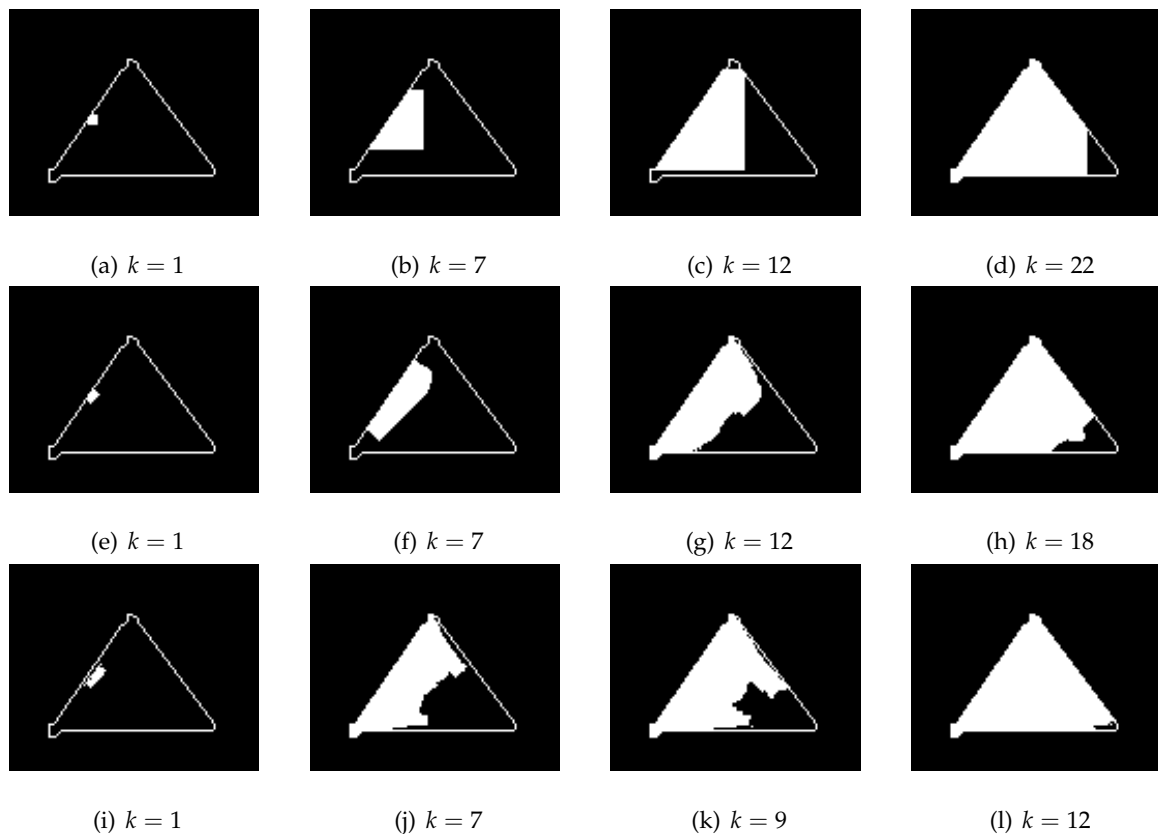 (a) k = 1 (b) k = 7 (c) k = 12 (d) k = 22
(e) k = 1 (f) k = 7 (g) k = 12 (h) k = 18
(i) k = 1 (j) k = 7 (k) k = 9 (l) k = 12